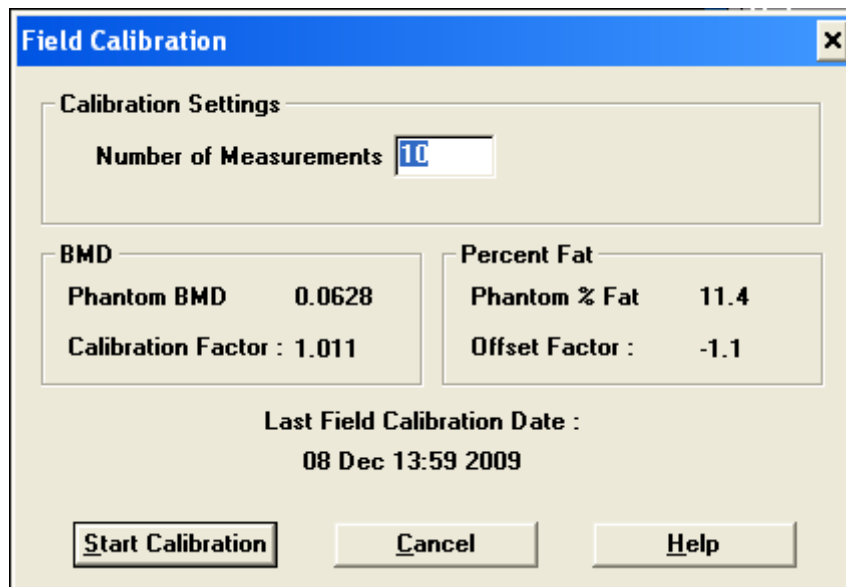 Field Calibration
Calibration Settings
Number of Measurements 10
BMD
Phantom BMD 0.0628
Calibration Factor : 1.011
Percent Fat
Phantom % Fat 11.4
Offset Factor : -1.1
Last Field Calibration Date :
08 Dec 13:59 2009
Start Calibration
Cancel
Help